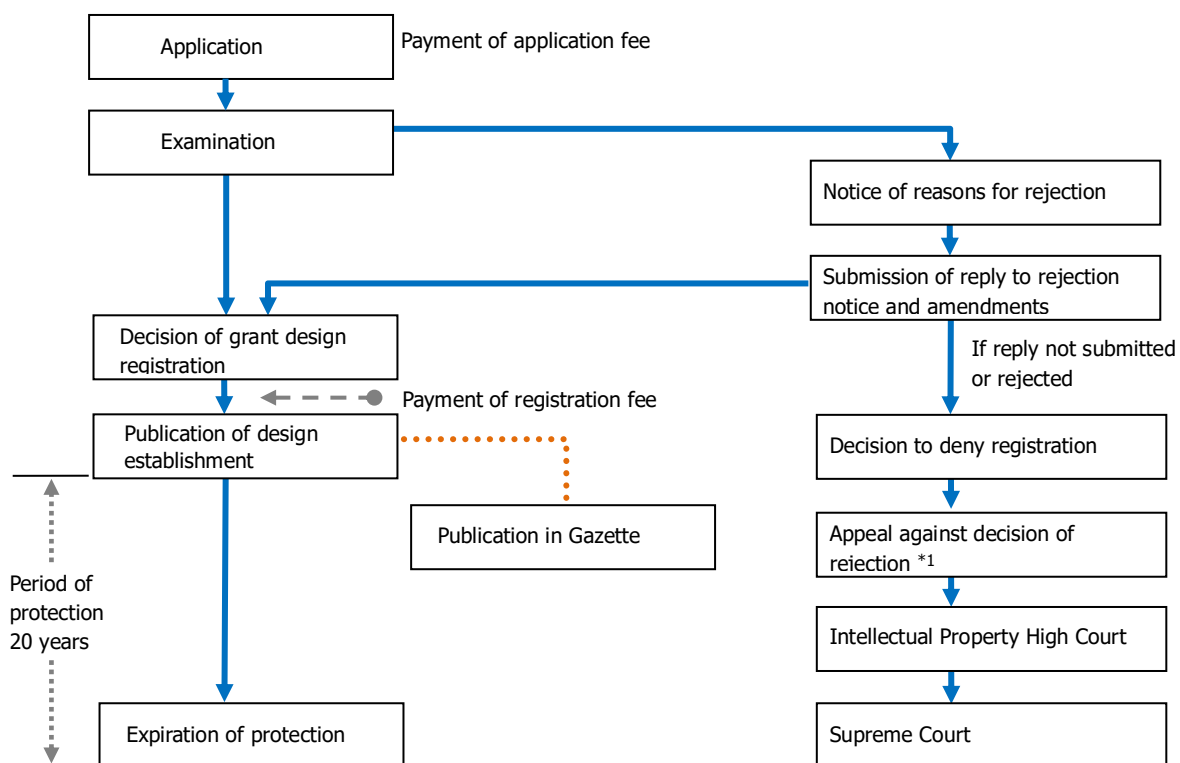 Application
Payment of application fee
Examination
Notice of reasons for rejection
Submission of reply to rejection
notice and amendments
Decision of grant design
registration
If reply not submitted
or rejected
Payment of registration fee
Publication of design
establishment
Decision to deny registration
Publication in Gazette
Appeal against decision of
rejection *1
Period of
protection
20 years
Intellectual Property High Court
Expiration of protection
Supreme Court